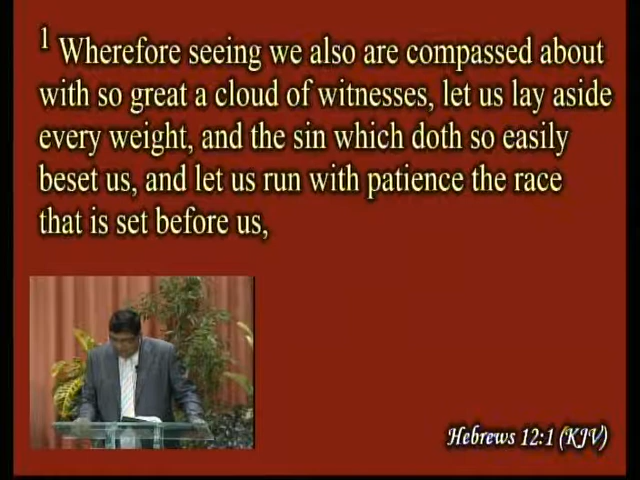 1 Wherefore seeing we also are compassed about
with so great a cloud of witnesses, let us lay aside
every weight, and the sin which doth so easily
beset us, and let us run with patience the race
that is set before us,
Hebrews 12:1 (KJV)